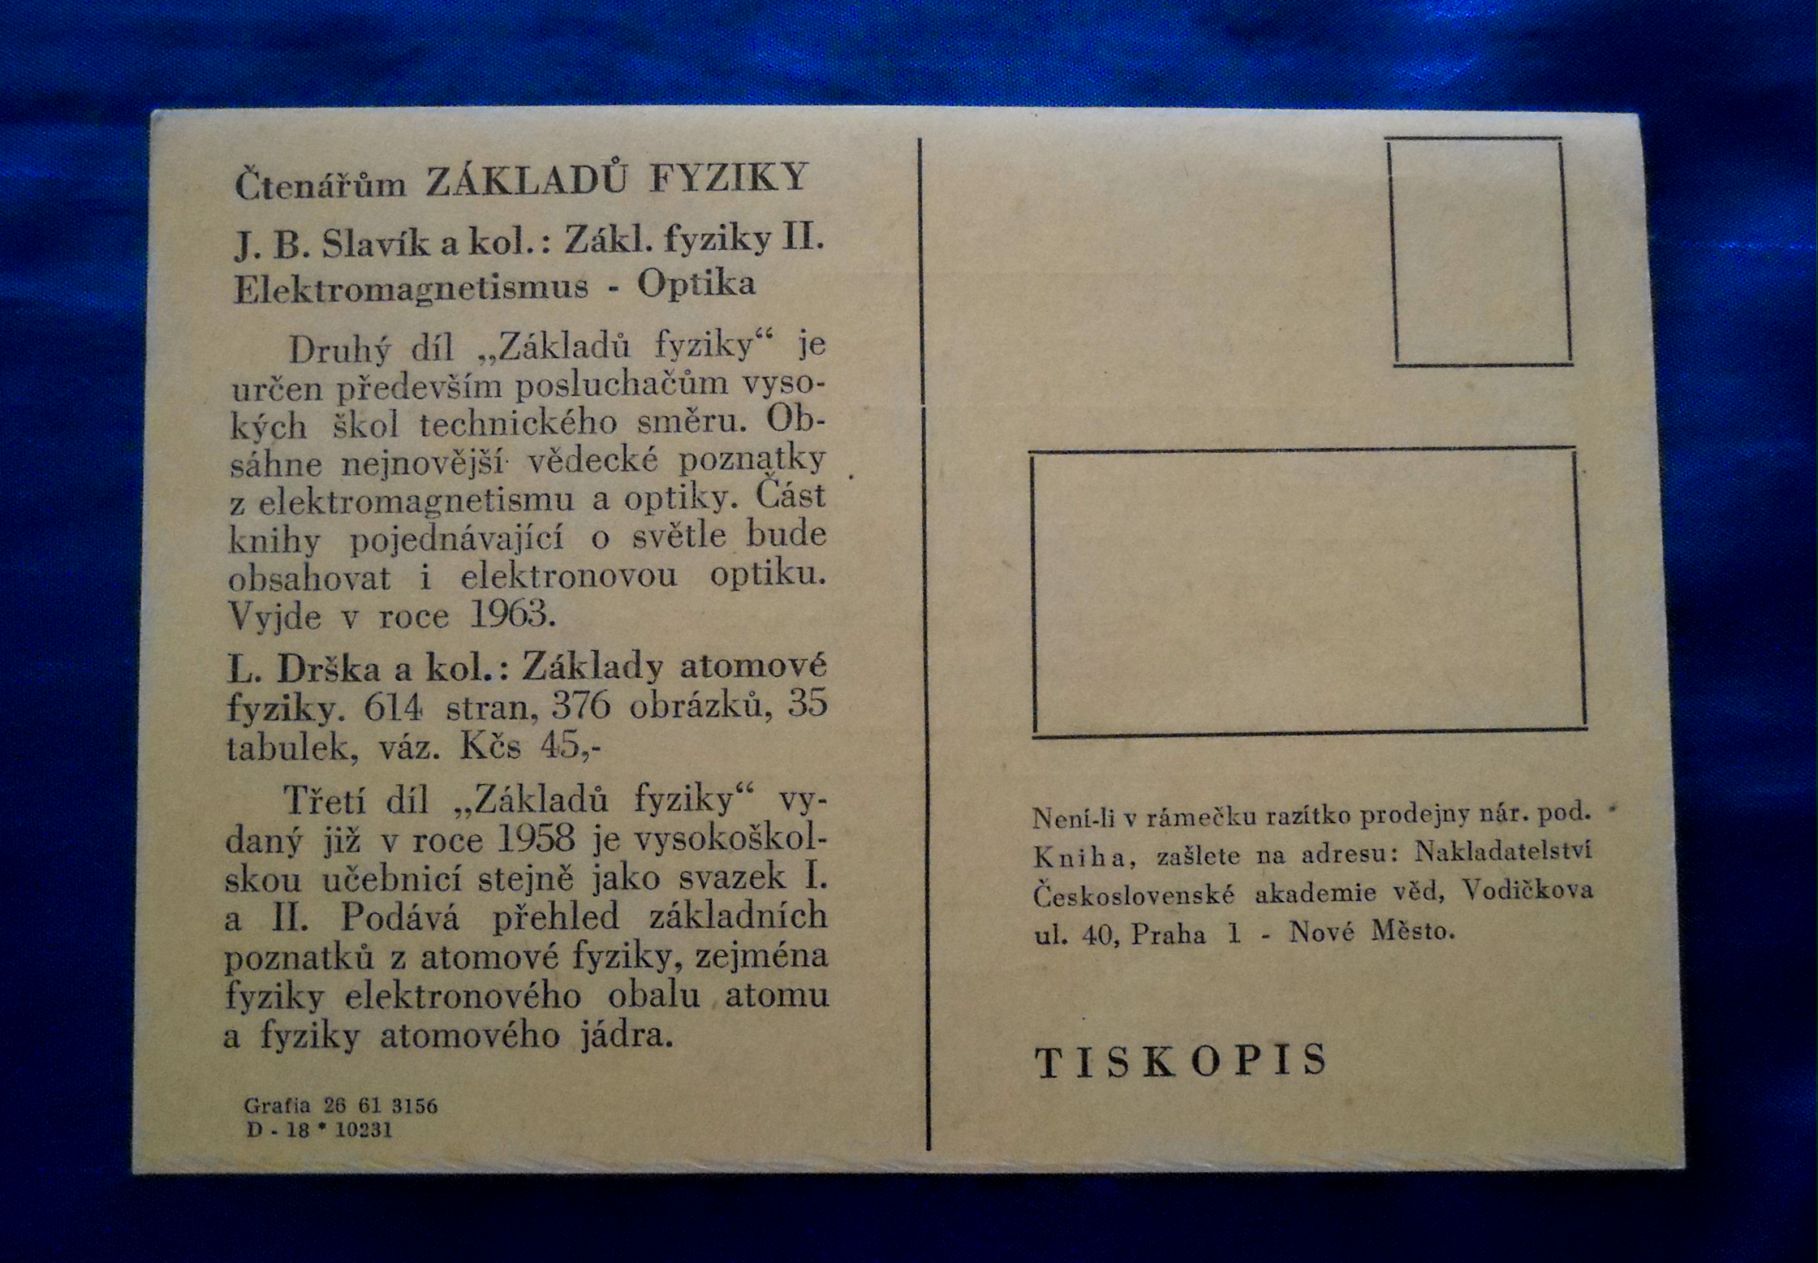 Čtenářům ZÁKLADŮ FYZIKY
J. B. Slavík a kol.: Zákl. fyziky II.
Elektromagnetismus - Optika
Druhý díl „Základů fyziky“ je
určen především posluchačům vyso-
kých škol technického směru. Ob-
sáhne nejnovější vědecké poznatky
z elektromagnetismu a optiky. Část
knihy pojednávající o světle bude
obsahovat i elektronovou optiku.
Vyjde v roce 1963.
L. Drška a kol.: Základy atomové
fyziky. 614 stran, 376 obrázků, 35
tabulek, váz. Kčs 45,-
Třetí díl „Základů fyziky“ vy-
daný již v roce 1958 je vysokoškol-
skou učebnicí stejně jako svazek I.
a II. Podává přehled základních
poznatků z atomové fyziky, zejména
fyziky elektronového obalu atomu
a fyziky atomového jádra.
Grafia 26 61 3156
D - 18 * 10231
Není-li v rámečku razítko prodejny nár. pod.
Kniha, zašlete na adresu: Nakladatelství
Československé akademie věd, Vodičkova
ul. 40, Praha 1 - Nové Město.
TISKOPIS